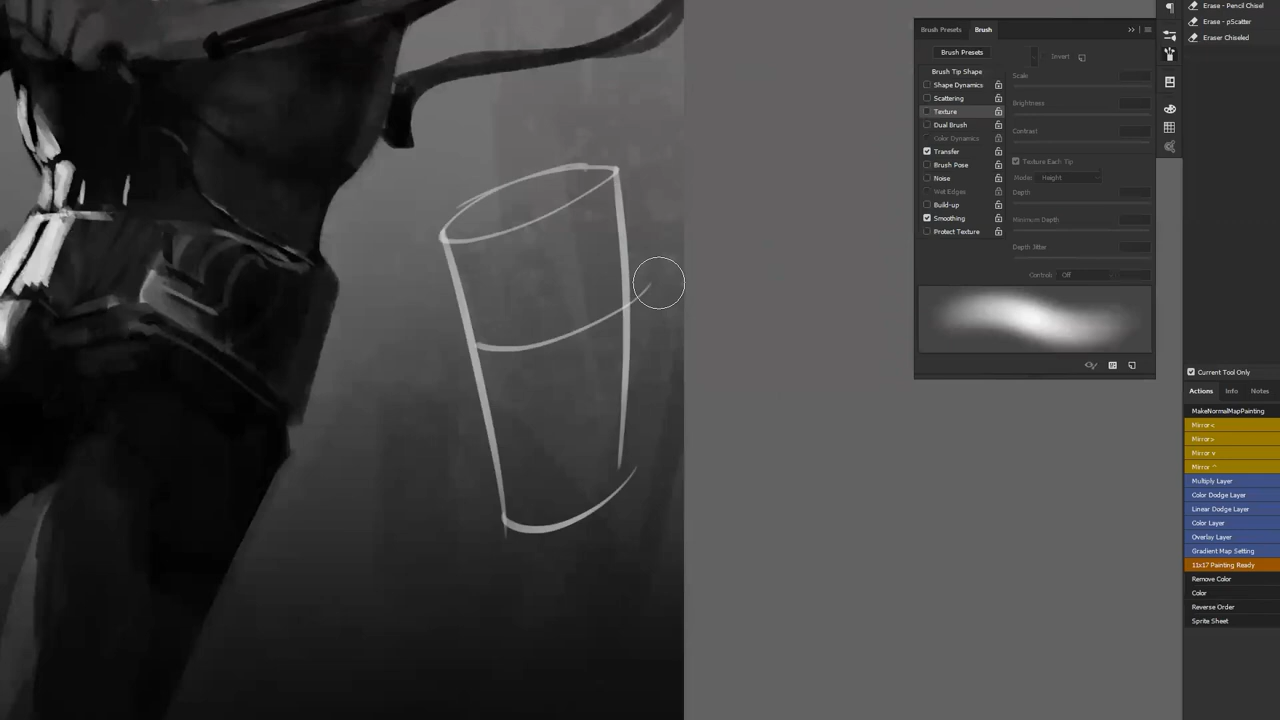 Erase - Pencil Chisel
Erase - pScatter
Eraser Chiseled
Brush Presets
Brush
Brush Presets
Invert
Brush Tip Shape
Scale
Shape Dynamics
Scattering
Brightness
Texture
Dual Brush
Contrast
Color Dynamics
Transfer
Texture Each Tip
Brush Pose
Noise
Mode: Height
Wet Edges
Depth
Build-up
Smoothing
Minimum Depth
Protect Texture
Depth Jitter
Control: Off
Current Tool Only
Actions
Info
Notes
MakeNormalMapPainting
Mirror <
Mirror >
Mirror v
Mirror ^
Multiply Layer
Color Dodge Layer
Linear Dodge Layer
Color Layer
Overlay Layer
Gradient Map Setting
11x17 Painting Ready
Remove Color
Color
Reverse Order
Sprite Sheet